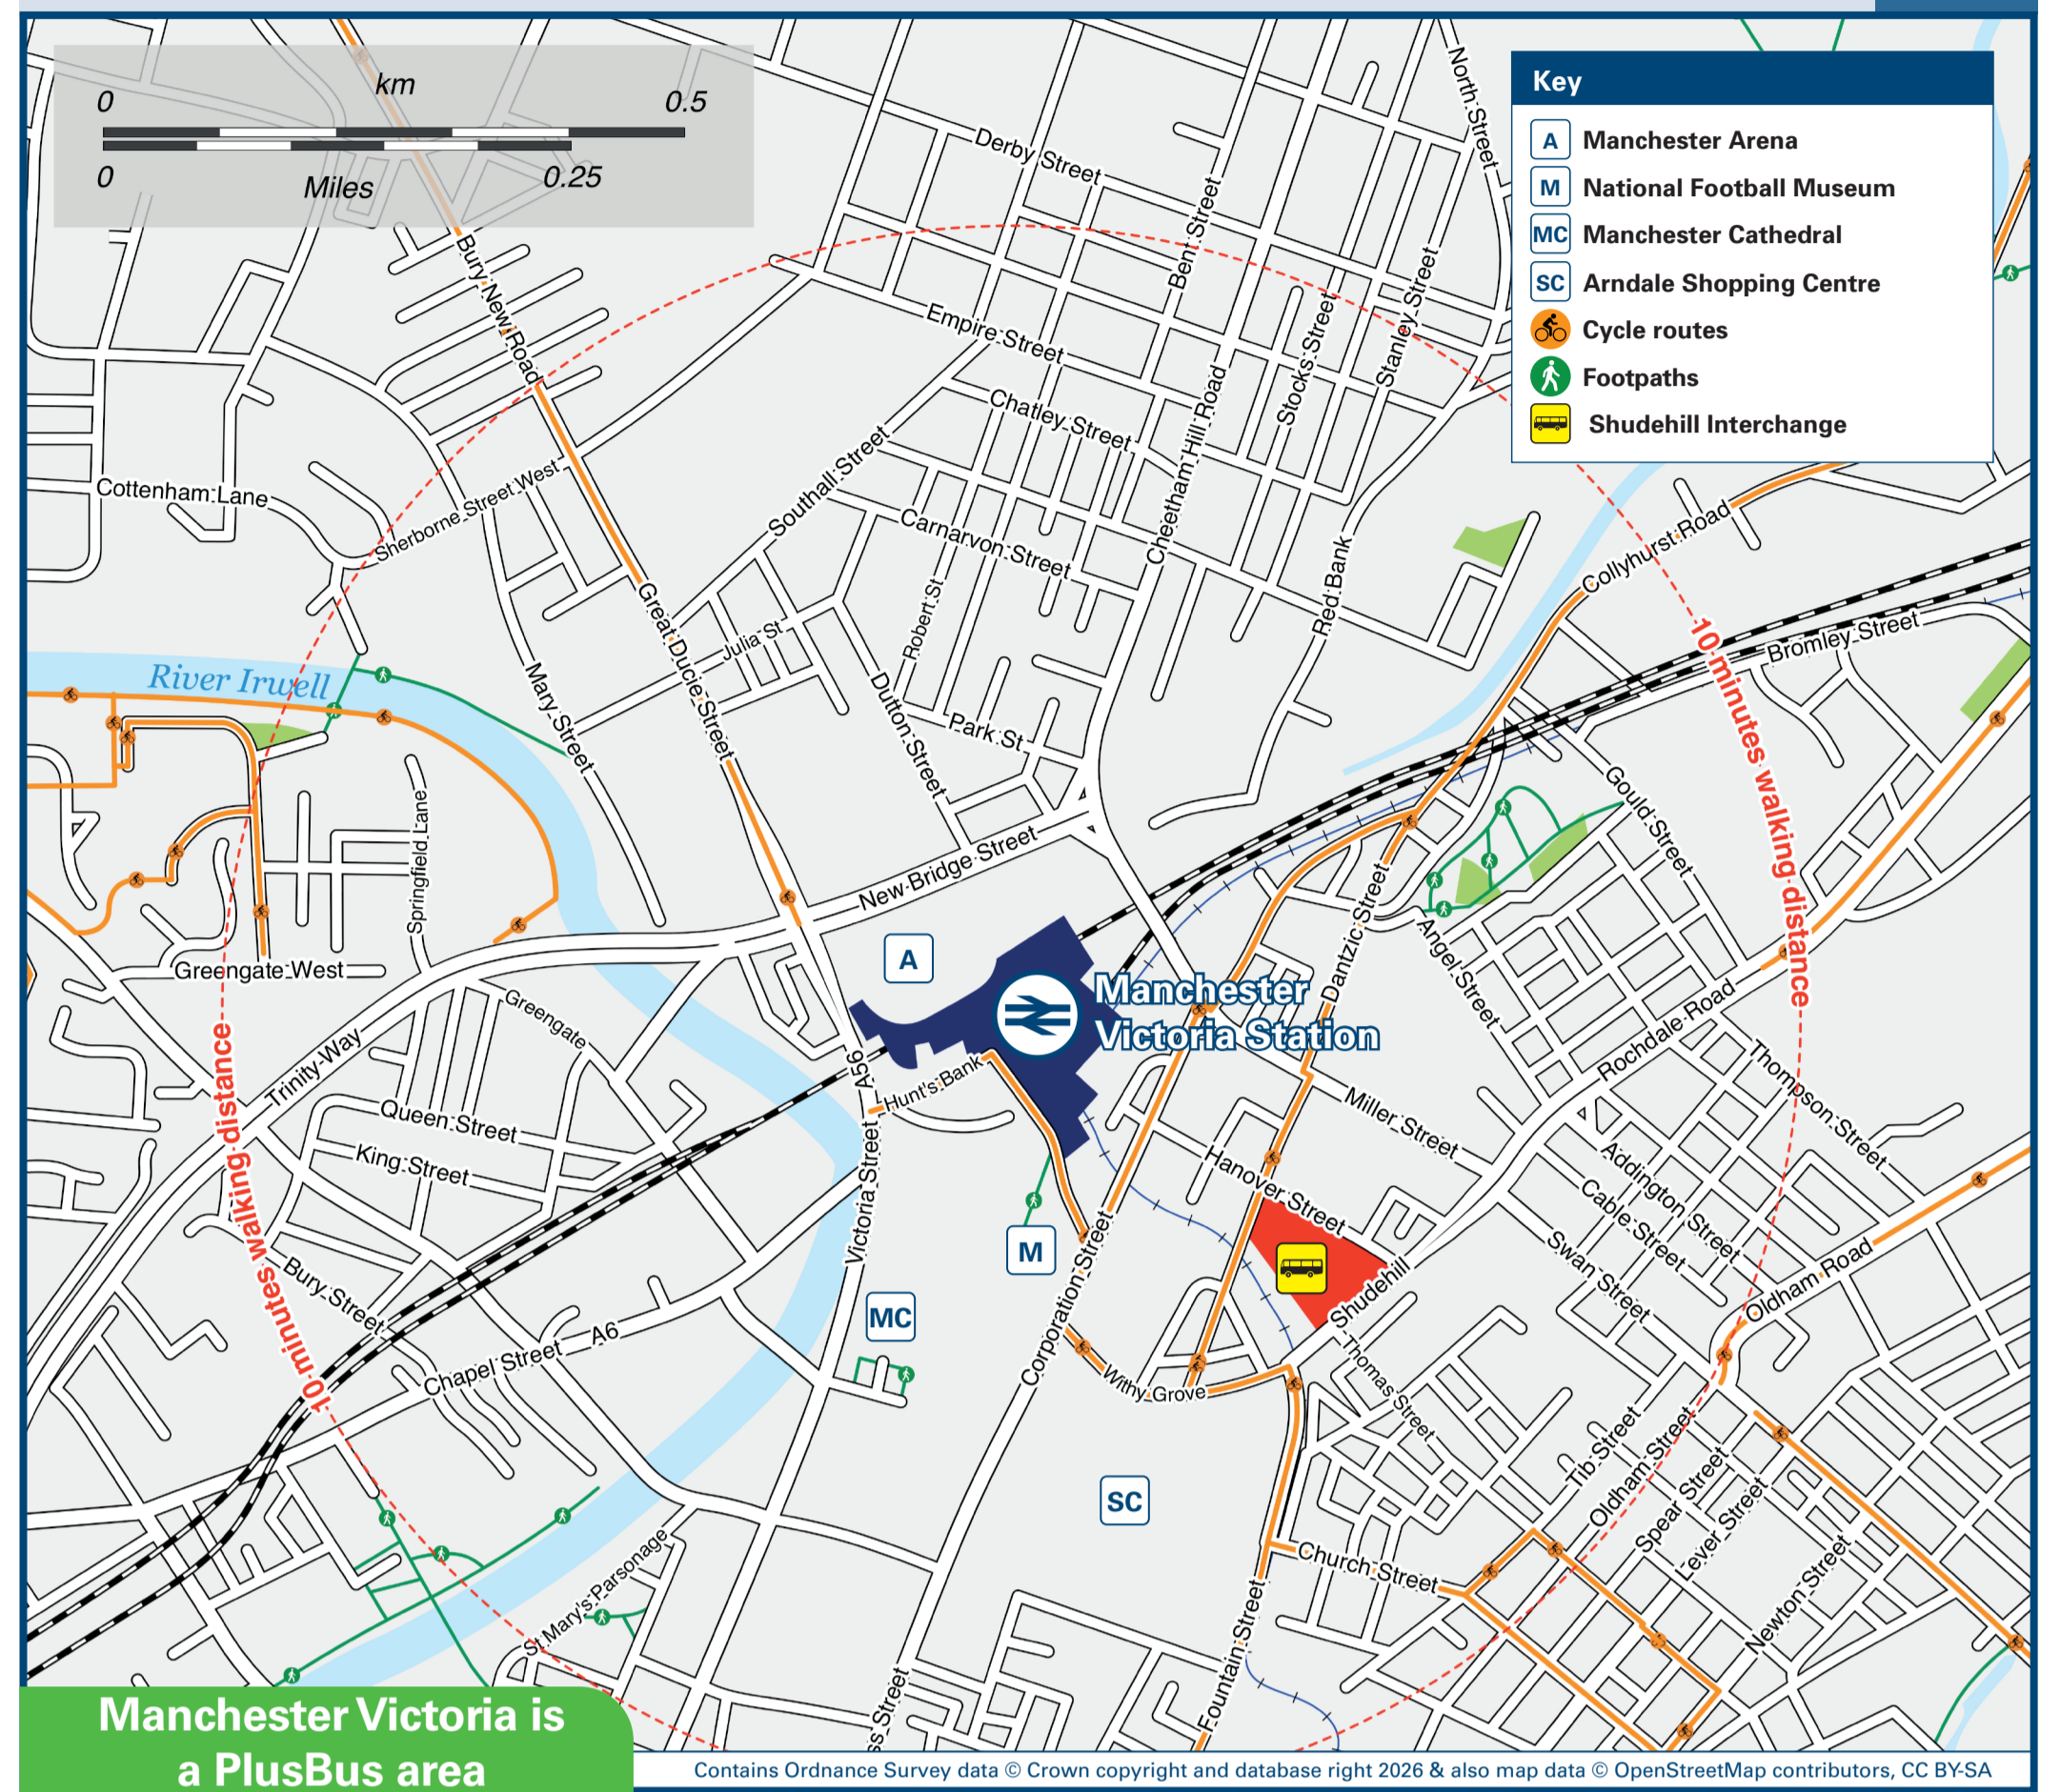 km
0 0.5
0 Miles 0.25
Key
A Manchester Arena
M National Football Museum
MC Manchester Cathedral
SC Arndale Shopping Centre
Cycle routes
Footpaths
Shudehill Interchange
North Street
Derby Street
Bent Street
Bury New Road
Empire Street
Stocks Street
Stanley Street
Chatley Street
Cheetham Hill Road
Southall Street
Sherborne Street West
Cottenham Lane
Carnarvon Street
Collyhurst Road
Red Bank
Robert St
Great Ducie Street
Julia St
Bromley Street
10 minutes walking distance
River Irwell
Mary Street
Dutton Street
Park St
Gould Street
Springfield Lane
New Bridge Street
Dantzic Street
Angel Street
A
Greengate West
Manchester
Victoria Station
Greengate
Rochdale Road
Trinity Way
A56
Hunt's Bank
Thompson Street
Queen Street
King Street
Miller Street
Hanover Street
Addington Street
Cable Street
Swan Street
10 minutes walking distance
Victoria Street
M
Corporation Street
Bury Street
MC
Shudehill
Oldham Road
Chapel Street A6
Withy Grove
Thomas Street
Tib Street
Oldham Street
Spear Street
Lever Street
SC
Church Street
Newton Street
St Mary's Parsonage
Fountain Street
ss Street
Manchester Victoria is
a PlusBus area
Contains Ordnance Survey data © Crown copyright and database right 2026 & also map data © OpenStreetMap contributors, CC BY-SA